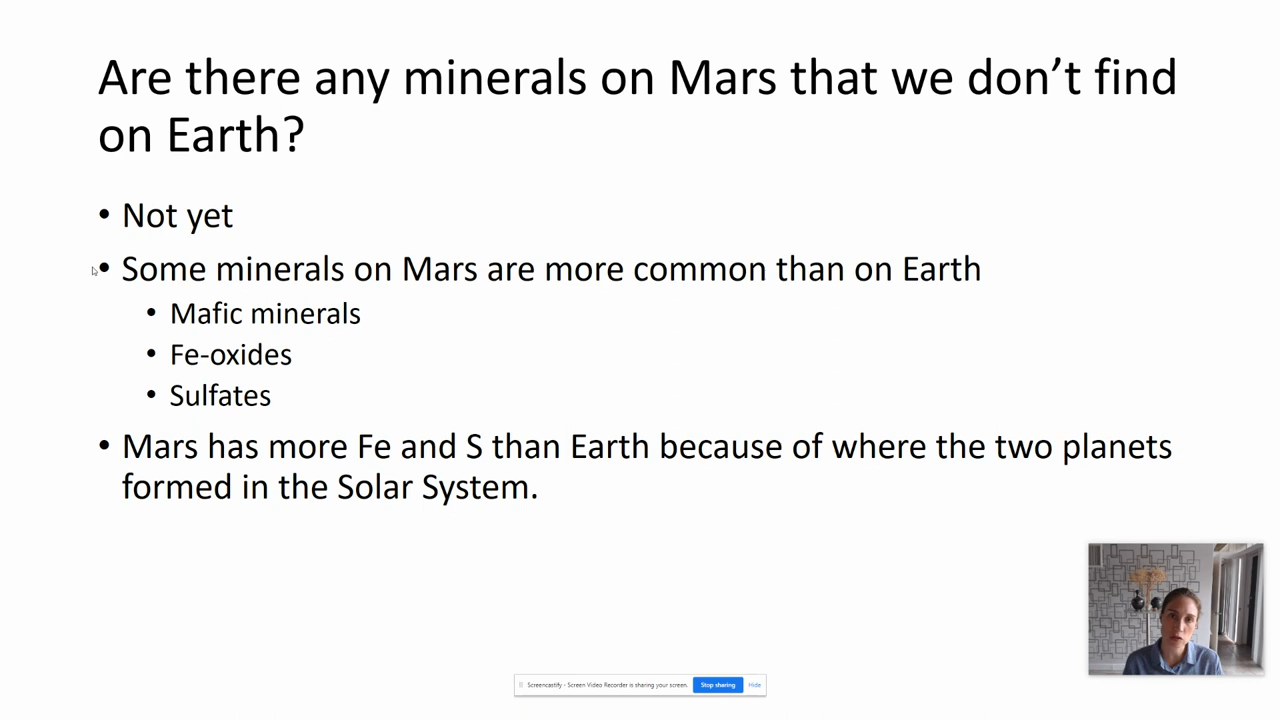 Are there any minerals on Mars that we don’t find
on Earth?
• Not yet
• Some minerals on Mars are more common than on Earth
• Mafic minerals
• Fe-oxides
• Sulfates
• Mars has more Fe and S than Earth because of where the two planets
formed in the Solar System.
Screencastify - Screen Video Recorder is sharing your screen. Stop sharing Hide